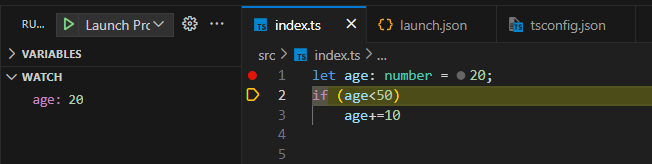 RU... Launch Pro ...
index.ts
launch.json
tsconfig.json
VARIABLES
WATCH
age: 20
src > index.ts > ...
1 let age: number = 20;
2 if (age<50)
3 age+=10
4
5